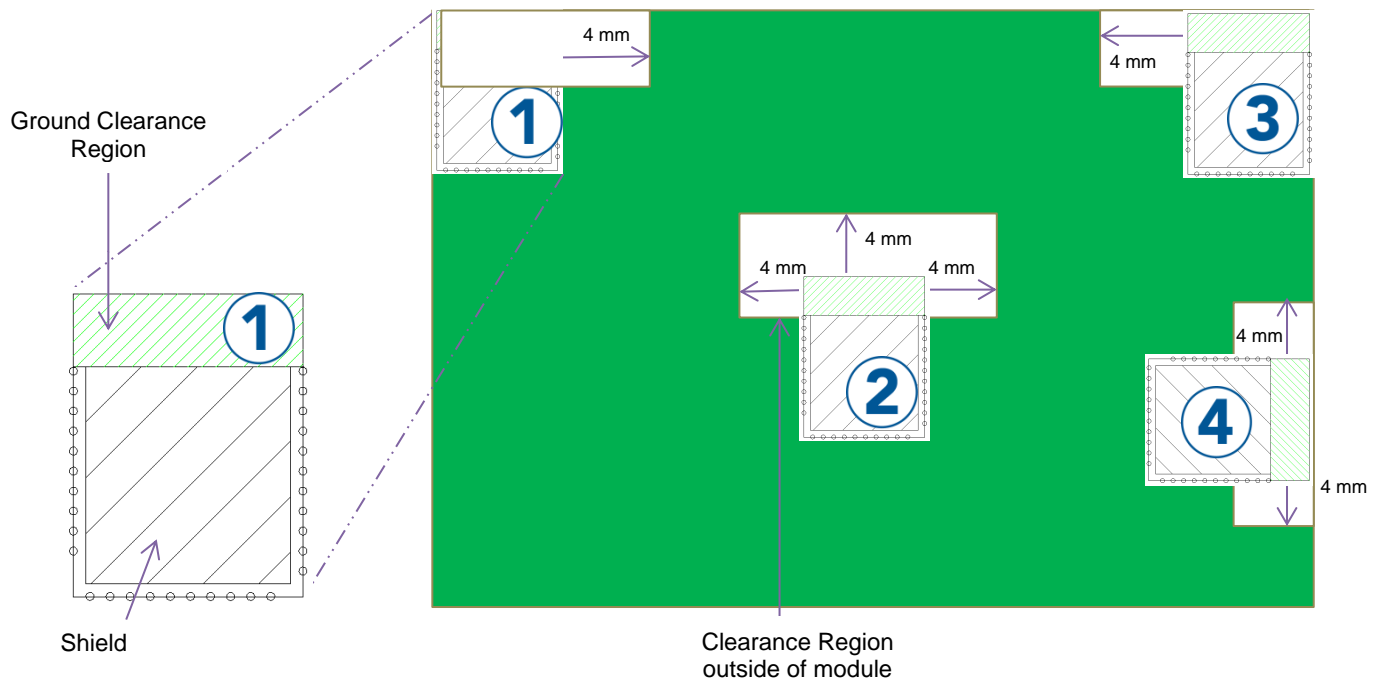 4 mm
4 mm
1
3
Ground Clearance
Region
4 mm
4 mm
4 mm
1
2
4 mm
4
4 mm
Shield
Clearance Region
outside of module